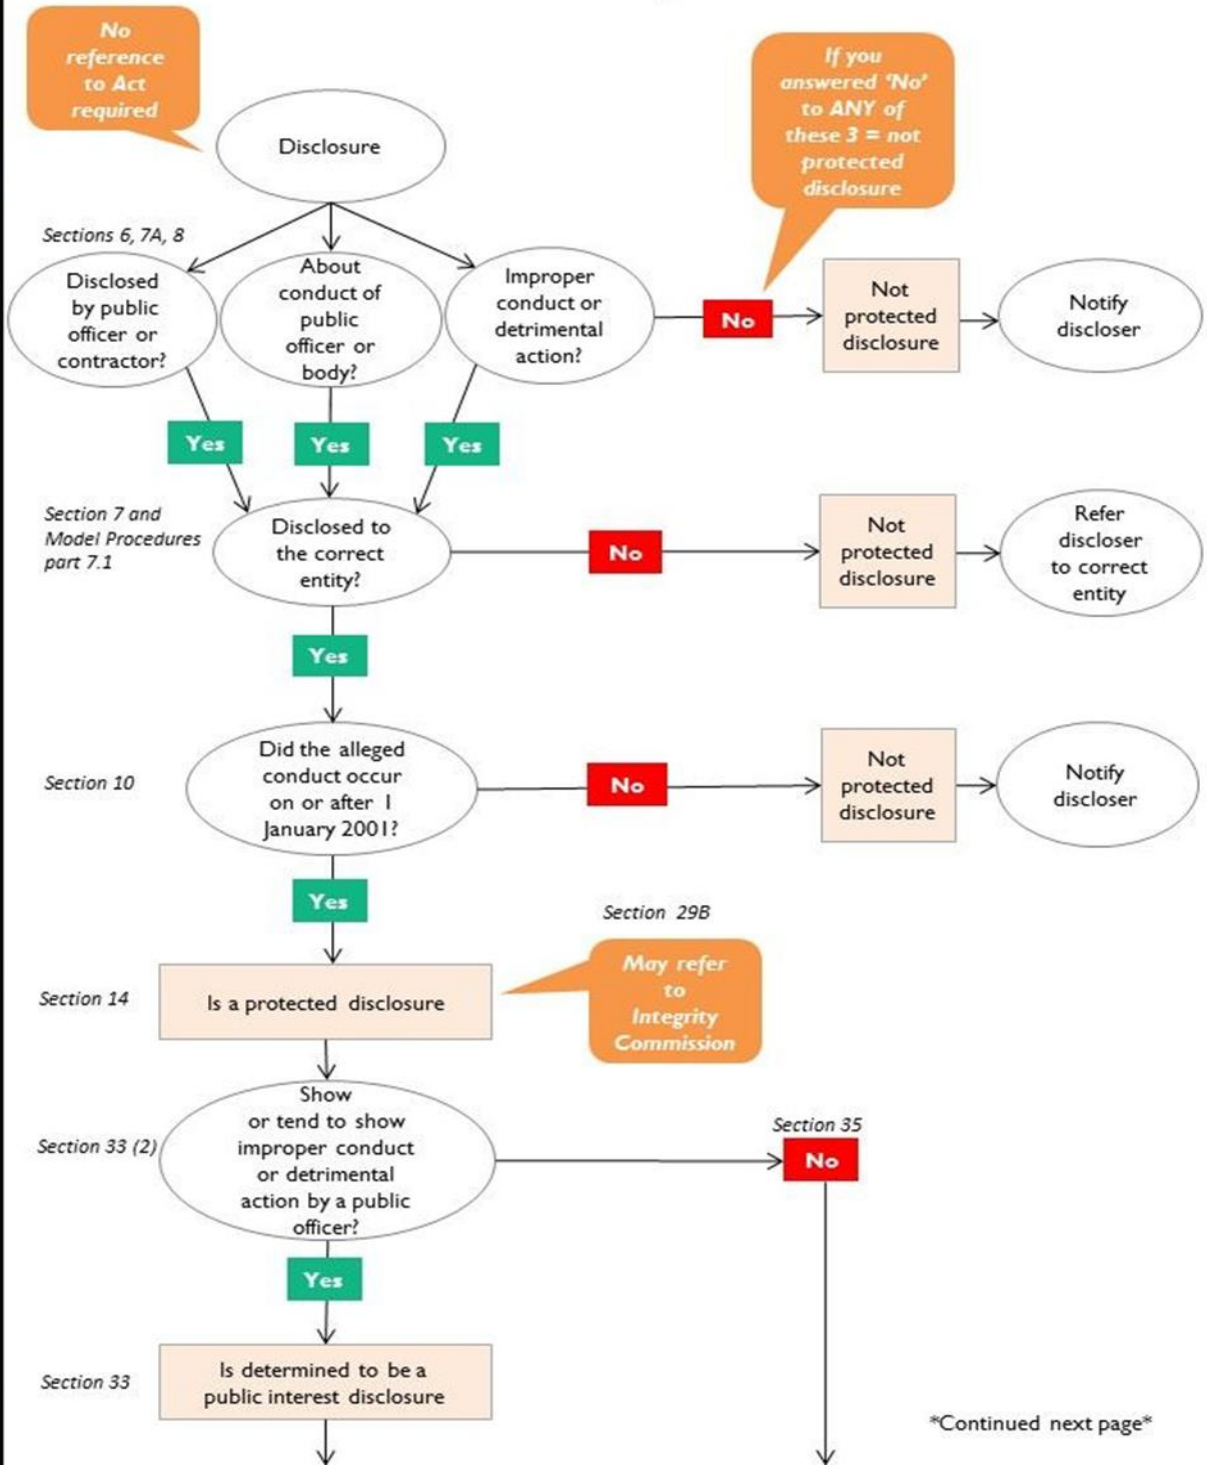 No
reference
to Act
required
If you
answered ‘No’
to ANY of
these 3 = not
protected
disclosure
Disclosure
Sections 6, 7A, 8
Disclosed
by public
officer or
contractor?
About
conduct of
public
officer or
body?
Improper
conduct or
detrimental
action?
No
Not
protected
disclosure
Notify
discloser
Yes
Yes
Yes
Section 7 and
Model Procedures
part 7.1
Disclosed to
the correct
entity?
No
Not
protected
disclosure
Refer
discloser
to correct
entity
Yes
Section 10
Did the alleged
conduct occur
on or after 1
January 2001?
No
Not
protected
disclosure
Notify
discloser
Yes
Section 29B
May refer
to
Integrity
Commission
Section 14
Is a protected disclosure
Section 33 (2)
Show
or tend to show
improper conduct
or detrimental
action by a public
officer?
Section 35
No
Yes
Section 33
Is determined to be a
public interest disclosure
*Continued next page*